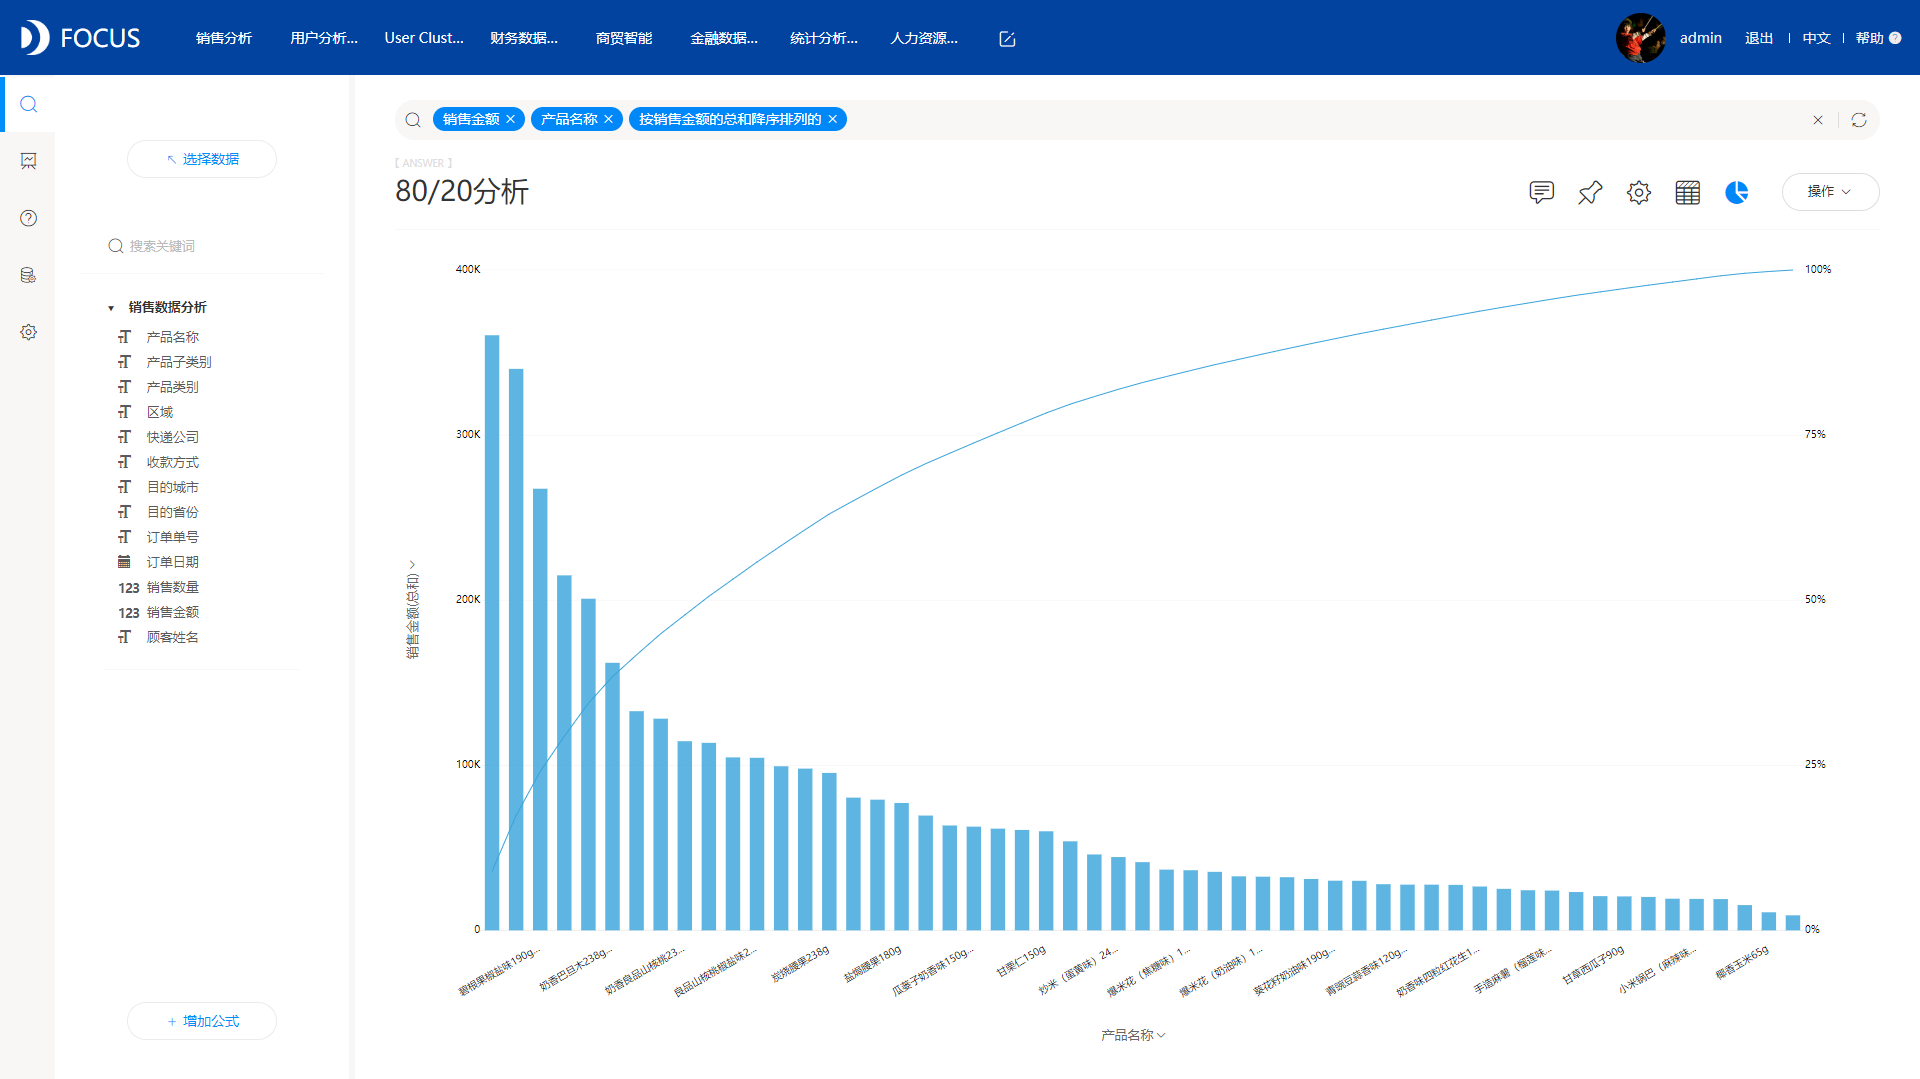 FOCUS
销售分析 用户分析... User Clust... 财务数据... 商贸智能 金融数据... 统计分析... 人力资源...
admin 退出 中文 帮助
销售金额 产品名称 按销售金额的总和降序排列的
选择数据
[ ANSWER ]
80/20分析
操作
搜索关键词
销售数据分析
产品名称
产品子类别
产品类别
区域
快递公司
收款方式
目的城市
目的省份
订单单号
订单日期
123 销售数量
123 销售金额
顾客姓名
增加公式
400K
300K
200K
100K
0
销售金额(总和)
100%
75%
50%
25%
0%
碧根果椒盐味190g...
奶香巴旦木238g...
奶香良品山核桃23...
良品山核桃椒盐味2...
炭烧腰果238g
盐焗腰果180g
瓜蒌子奶香味150g...
甘栗仁150g
炒米（蛋黄味）24...
爆米花（焦糖味）1...
爆米花（奶油味）1...
葵花籽奶油味190g...
青豌豆蒜香味120g...
奶香味四粒红花生1...
手造麻薯（榴莲味...
甘草西瓜子90g
小米锅巴（麻辣味...
椰香玉米65g
产品名称